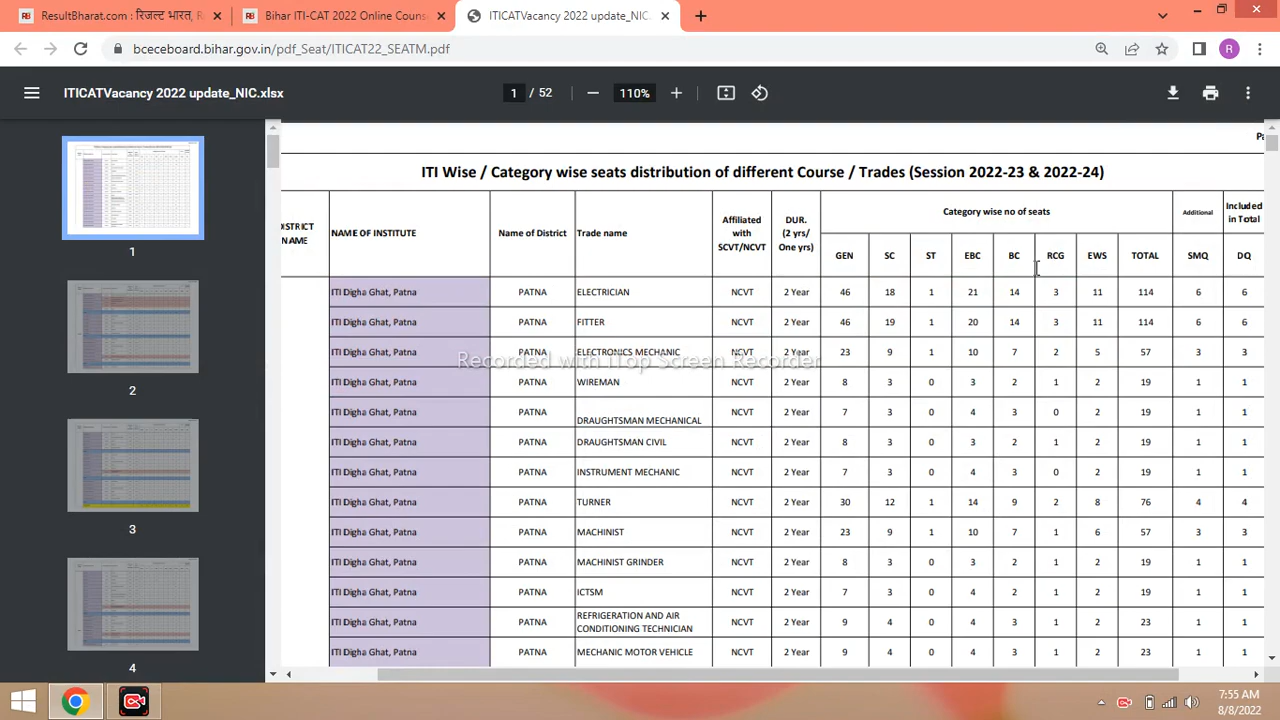 ResultBharat.com : रिजल्ट भारत, R
Bihar ITI-CAT 2022 Online Couns
ITICATVacancy 2022 update_NIC.
bceceboard.bihar.gov.in/pdf_Seat/ITICAT22_SEATM.pdf
R
ITICATVacancy 2022 update_NIC.xlsx
1 / 52
110%
ITI Wise / Category wise seats distribution of different Course / Trades (Session 2022-23 & 2022-24)
NAME NAME OF INSTITUTE Name of District Trade name Affiliated with SCVT/NCVT DUR. (2 yrs/ One yrs) Category wise no of seats Additional Included in Total
GEN SC ST EBC BC RCG EWS TOTAL SMQ DQ
ITI Digha Ghat, Patna PATNA ELECTRICIAN NCVT 2 Year 46 18 1 21 14 3 11 114 6 6
ITI Digha Ghat, Patna PATNA FITTER NCVT 2 Year 46 19 1 20 14 3 11 114 6 6
ITI Digha Ghat, Patna PATNA ELECTRONICS MECHANIC NCVT 2 Year 23 9 1 10 7 2 5 57 3 3
Recorded with iTop Screen Recorder
ITI Digha Ghat, Patna PATNA WIREMAN NCVT 2 Year 8 3 0 3 2 1 2 19 1 1
ITI Digha Ghat, Patna PATNA DRAUGHTSMAN MECHANICAL NCVT 2 Year 7 3 0 4 3 0 2 19 1 1
ITI Digha Ghat, Patna PATNA DRAUGHTSMAN CIVIL NCVT 2 Year 8 3 0 3 2 1 2 19 1 1
ITI Digha Ghat, Patna PATNA INSTRUMENT MECHANIC NCVT 2 Year 7 3 0 4 3 0 2 19 1 1
ITI Digha Ghat, Patna PATNA TURNER NCVT 2 Year 30 12 1 14 9 2 8 76 4 4
ITI Digha Ghat, Patna PATNA MACHINIST NCVT 2 Year 23 9 1 10 7 1 6 57 3 3
ITI Digha Ghat, Patna PATNA MACHINIST GRINDER NCVT 2 Year 8 3 0 3 2 1 2 19 1 1
ITI Digha Ghat, Patna PATNA ICTSM NCVT 2 Year 7 3 0 4 2 1 2 19 1 1
ITI Digha Ghat, Patna PATNA REFRIGERATION AND AIR CONDITIONING TECHNICIAN NCVT 2 Year 9 4 0 4 3 1 2 23 1 1
ITI Digha Ghat, Patna PATNA MECHANIC MOTOR VEHICLE NCVT 2 Year 9 4 0 4 3 1 2 23 1 1
1
2
3
4
7:55 AM
8/8/2022